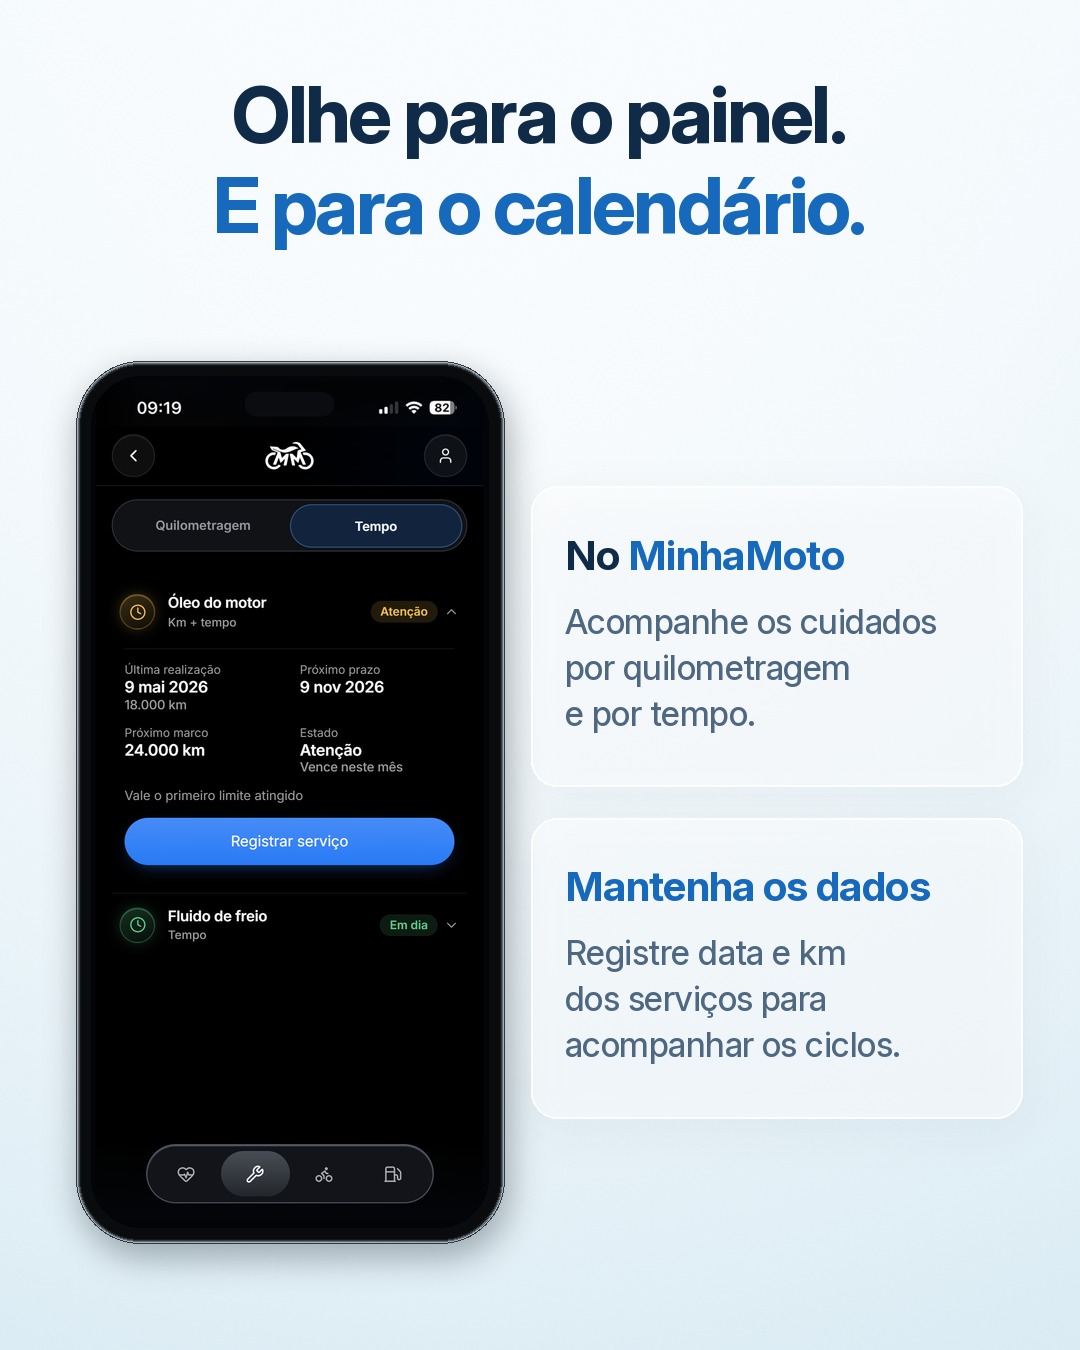 Olhe para o painel.
E para o calendário.
09:19
82
MM
Quilometragem
Tempo
Óleo do motor
Km + tempo
Atenção
Última realização
9 mai 2026
18.000 km
Próximo prazo
9 nov 2026
Próximo marco
24.000 km
Estado
Atenção
Vence neste mês
Vale o primeiro limite atingido
Registrar serviço
Fluido de freio
Tempo
Em dia
No MinhaMoto
Acompanhe os cuidados
por quilometragem
e por tempo.
Mantenha os dados
Registre data e km
dos serviços para
acompanhar os ciclos.